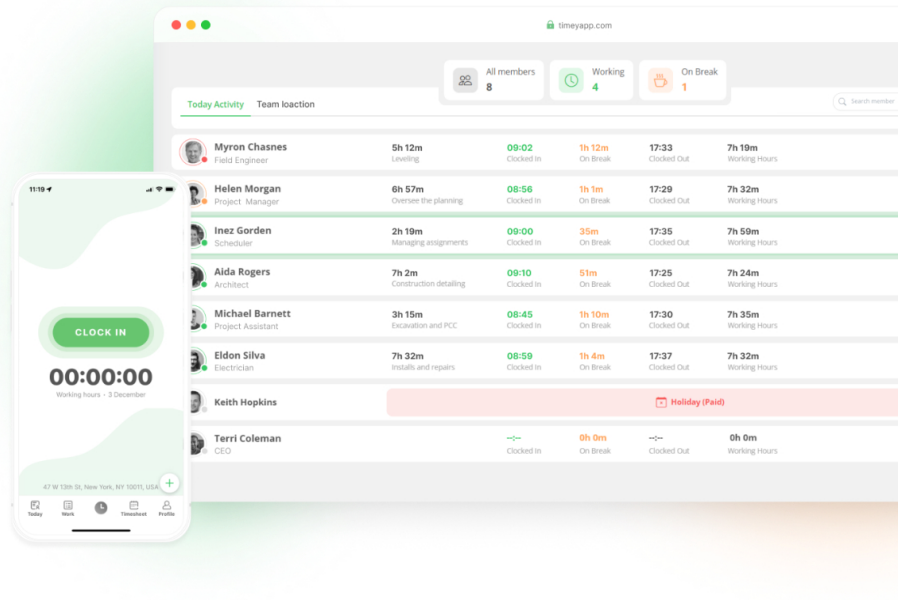 timeyapp.com
All members
8
Working
4
On Break
1
Today Activity Team loaction
Search member
Myron Chasnes
Field Engineer
5h 12m
Leveling
09:02
Clocked In
1h 12m
On Break
17:33
Clocked Out
7h 19m
Working Hours
Helen Morgan
Project Manager
6h 57m
Oversee the planning
08:56
Clocked In
1h 1m
On Break
17:29
Clocked Out
7h 32m
Working Hours
Inez Gorden
Scheduler
2h 19m
Managing assignments
09:00
Clocked In
35m
On Break
17:35
Clocked Out
7h 59m
Working Hours
Aida Rogers
Architect
7h 2m
Construction detailing
09:10
Clocked In
51m
On Break
17:25
Clocked Out
7h 24m
Working Hours
Michael Barnett
Project Assistant
3h 15m
Excavation and PCC
08:45
Clocked In
1h 10m
On Break
17:30
Clocked Out
7h 35m
Working Hours
Eldon Silva
Electrician
7h 32m
Installs and repairs
08:59
Clocked In
1h 4m
On Break
17:37
Clocked Out
7h 32m
Working Hours
Keith Hopkins
Holiday (Paid)
Terri Coleman
CEO
--:--
Clocked In
0h 0m
On Break
--:--
Clocked Out
0h 0m
Working Hours
11:19
CLOCK IN
00:00:00
Working hours - 3 December
47 W 13th St, New York, NY 10011, USA
+
Today Work Timesheet Profile